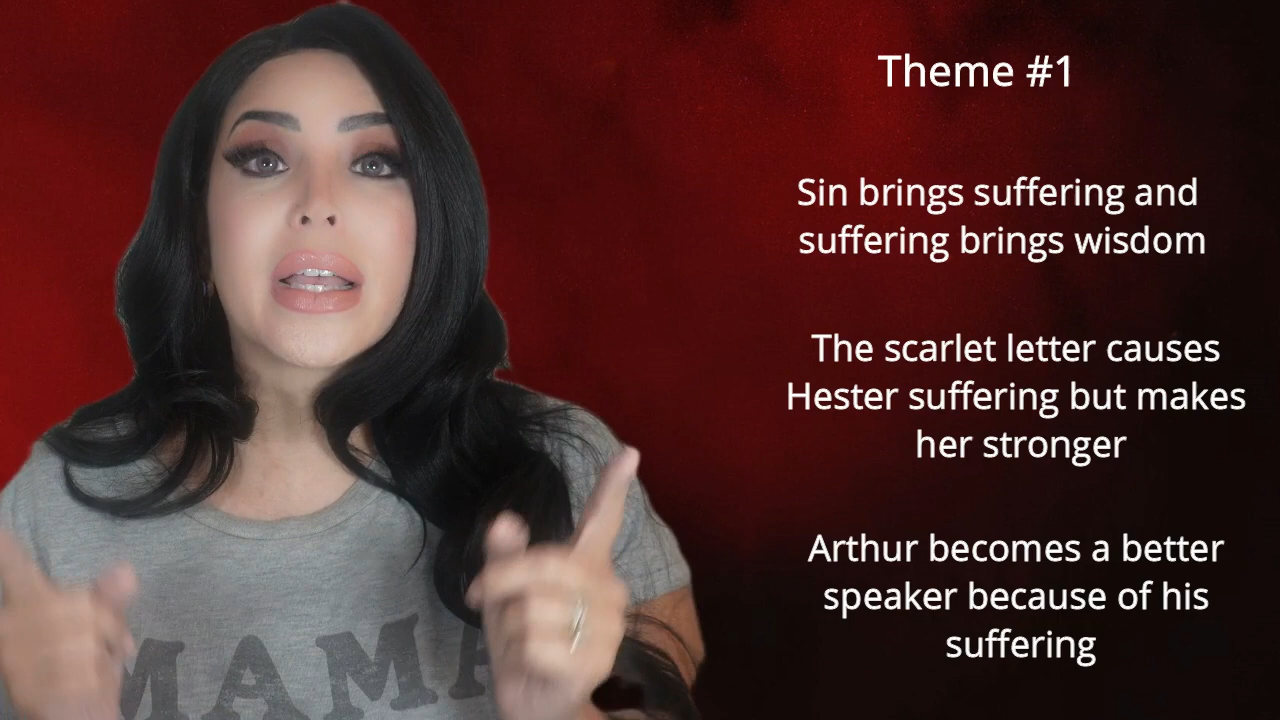 Theme #1
Sin brings suffering and
suffering brings wisdom
The scarlet letter causes
Hester suffering but makes
her stronger
Arthur becomes a better
speaker because of his
suffering
MAMA